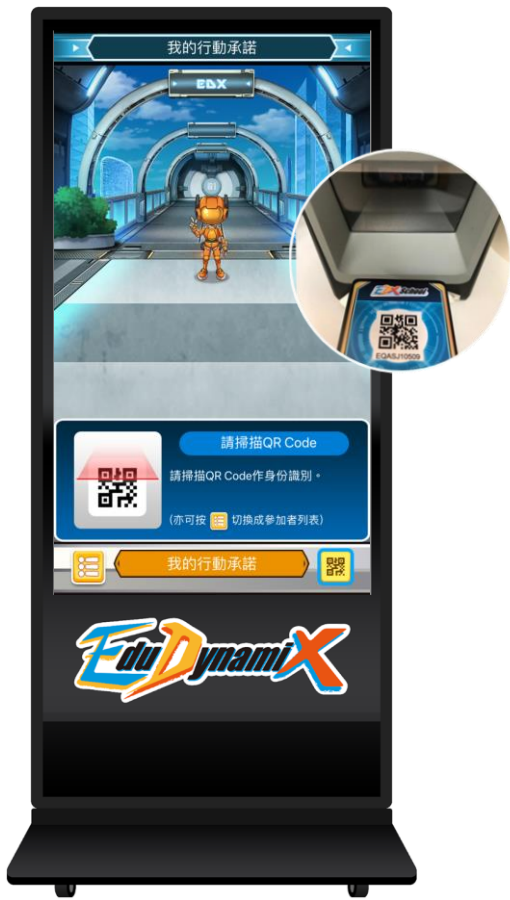 我的行動承諾
EDX
EDX School
EQASJ10509
請掃描QR Code
請掃描QR Code作身份識別。
(亦可按 切換成參加者列表)
我的行動承諾
EduDynamiX